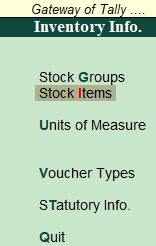 Gateway of Tally ....
Inventory Info.
Stock Groups
Stock Items
Units of Measure
Voucher Types
STatutory Info.
Quit